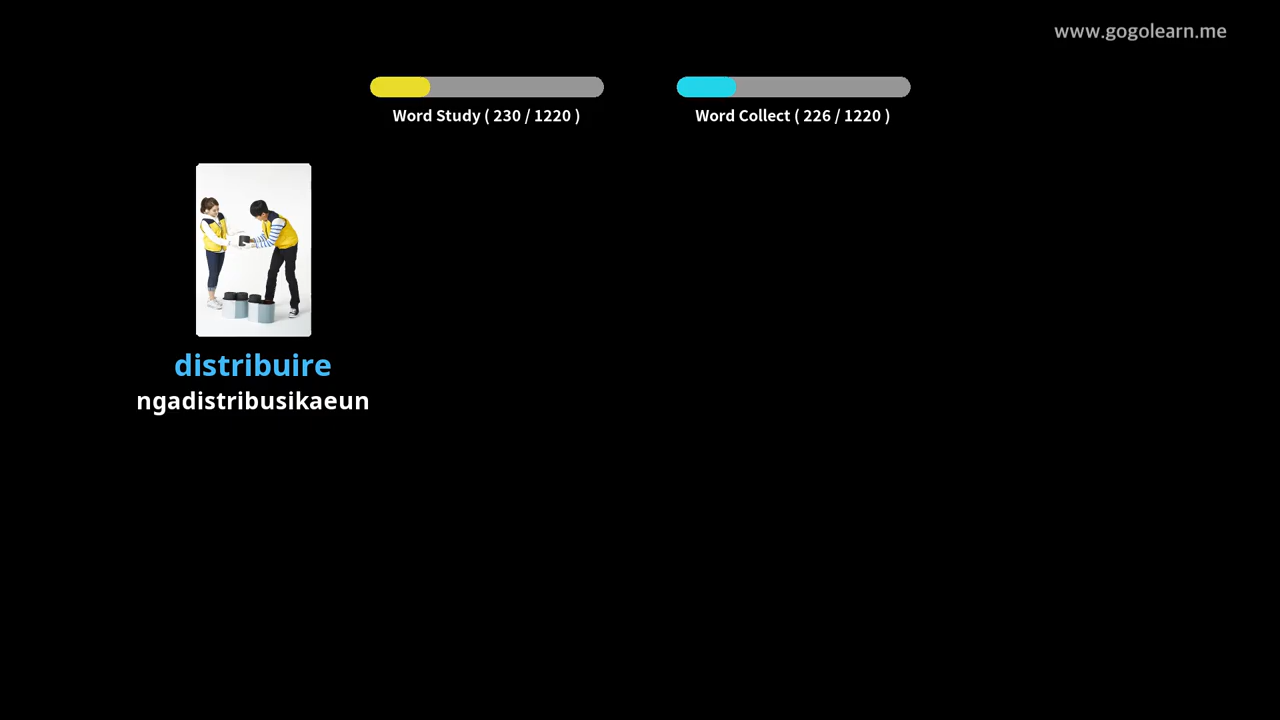 www.gogolearn.me
Word Study ( 230 / 1220 )
Word Collect ( 226 / 1220 )
distribuire
ngadistribusikaeun